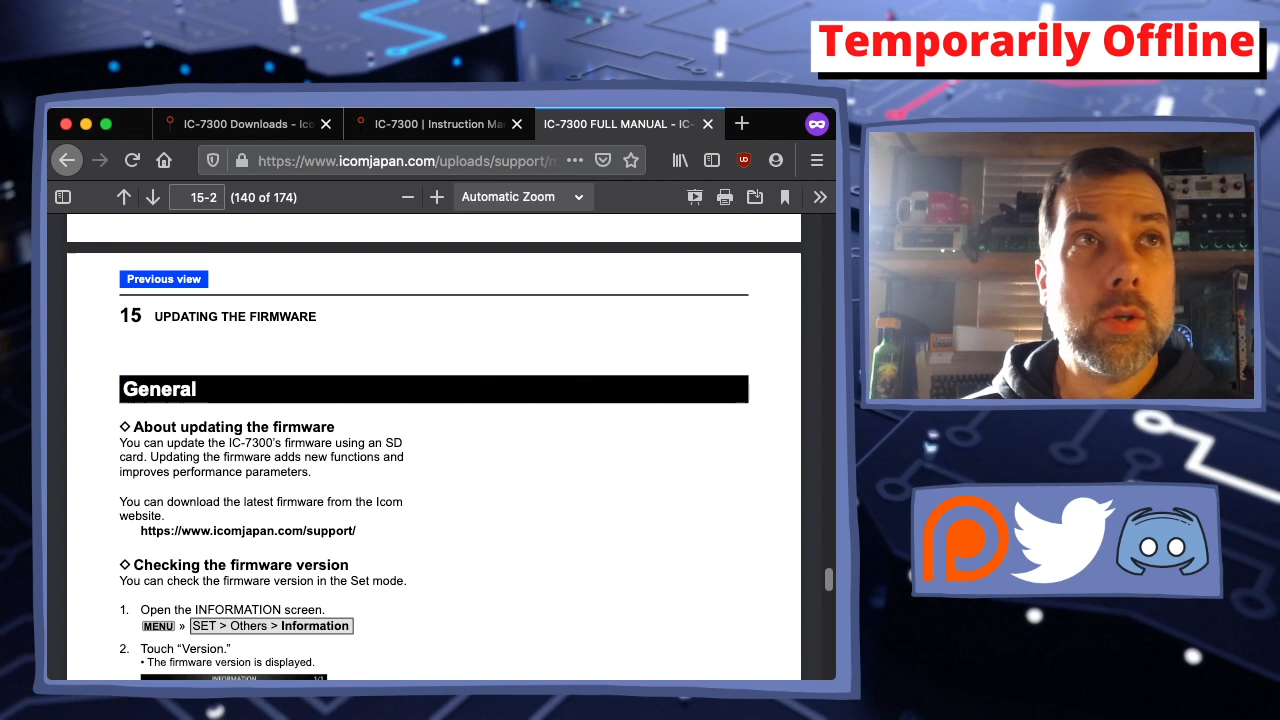 Temporarily Offline
IC-7300 Downloads - Ico
IC-7300 | Instruction Ma
IC-7300 FULL MANUAL - IC-
https://www.icomjapan.com/uploads/support/m
15-2 (140 of 174)
Automatic Zoom
Previous view
15 UPDATING THE FIRMWARE
General
◇ About updating the firmware
You can update the IC-7300's firmware using an SD
card. Updating the firmware adds new functions and
improves performance parameters.
You can download the latest firmware from the Icom
website.
https://www.icomjapan.com/support/
◇ Checking the firmware version
You can check the firmware version in the Set mode.
1. Open the INFORMATION screen.
MENU » SET > Others > Information
2. Touch “Version.”
• The firmware version is displayed.
INFORMATION 1/1